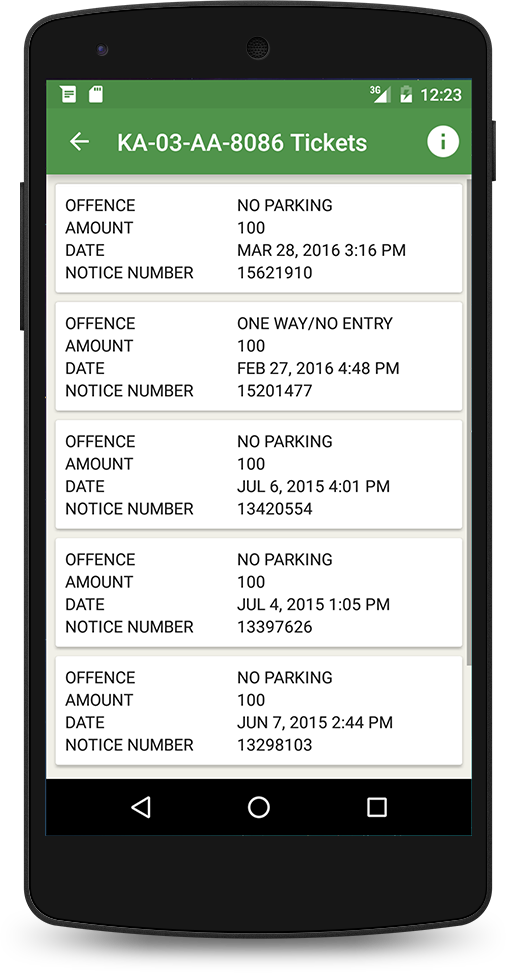 3G 12:23
KA-03-AA-8086 Tickets
OFFENCE NO PARKING
AMOUNT 100
DATE MAR 28, 2016 3:16 PM
NOTICE NUMBER 15621910
OFFENCE ONE WAY/NO ENTRY
AMOUNT 100
DATE FEB 27, 2016 4:48 PM
NOTICE NUMBER 15201477
OFFENCE NO PARKING
AMOUNT 100
DATE JUL 6, 2015 4:01 PM
NOTICE NUMBER 13420554
OFFENCE NO PARKING
AMOUNT 100
DATE JUL 4, 2015 1:05 PM
NOTICE NUMBER 13397626
OFFENCE NO PARKING
AMOUNT 100
DATE JUN 7, 2015 2:44 PM
NOTICE NUMBER 13298103